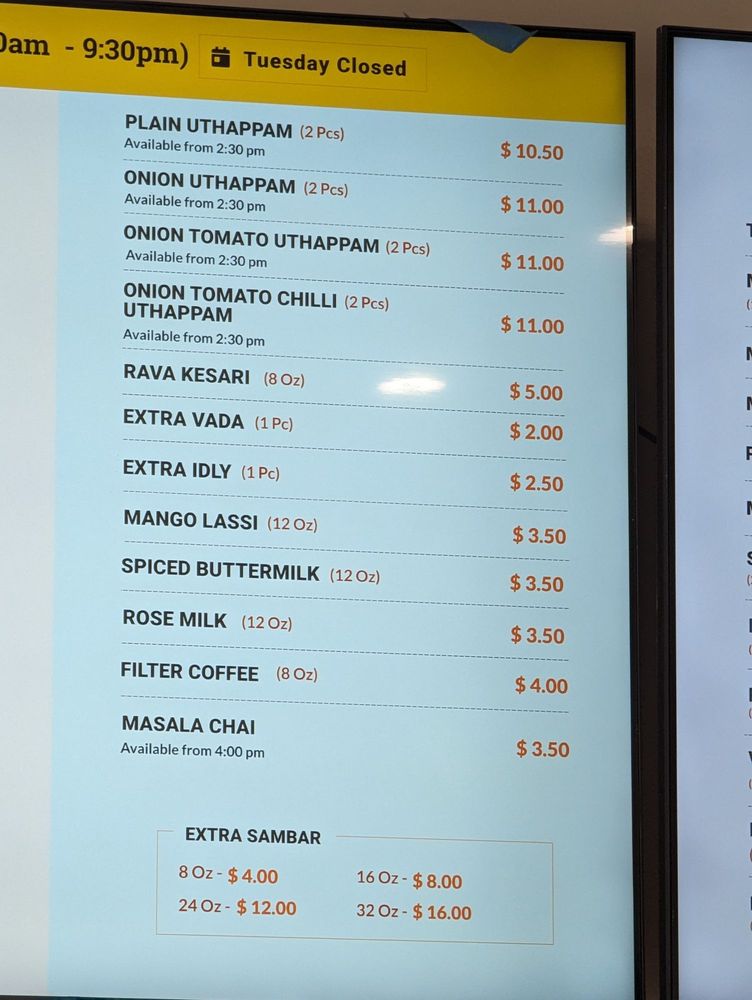 0am - 9:30pm) Tuesday Closed
PLAIN UTHAPPAM (2 Pcs) $ 10.50
Available from 2:30 pm
ONION UTHAPPAM (2 Pcs) $ 11.00
Available from 2:30 pm
ONION TOMATO UTHAPPAM (2 Pcs) $ 11.00
Available from 2:30 pm
ONION TOMATO CHILLI (2 Pcs)
UTHAPPAM $ 11.00
Available from 2:30 pm
RAVA KESARI (8 Oz) $ 5.00
EXTRA VADA (1 Pc) $ 2.00
EXTRA IDLY (1 Pc) $ 2.50
MANGO LASSI (12 Oz) $ 3.50
SPICED BUTTERMILK (12 Oz) $ 3.50
ROSE MILK (12 Oz) $ 3.50
FILTER COFFEE (8 Oz) $ 4.00
MASALA CHAI $ 3.50
Available from 4:00 pm
EXTRA SAMBAR
8 Oz - $ 4.00 16 Oz - $ 8.00
24 Oz - $ 12.00 32 Oz - $ 16.00